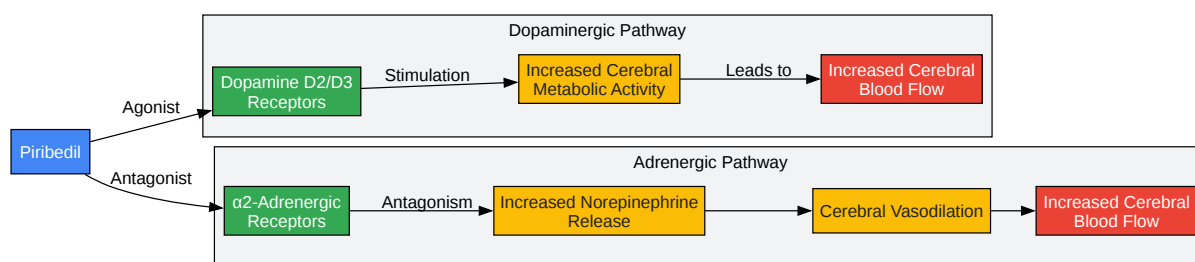 Dopaminergic Pathway
Dopamine D2/D3
Receptors
Stimulation
Increased Cerebral
Metabolic Activity
Leads to
Increased Cerebral
Blood Flow
Agonist
Piribedil
Antagonist
Adrenergic Pathway
α2-Adrenergic
Receptors
Antagonism
Increased Norepinephrine
Release
Cerebral Vasodilation
Increased Cerebral
Blood Flow